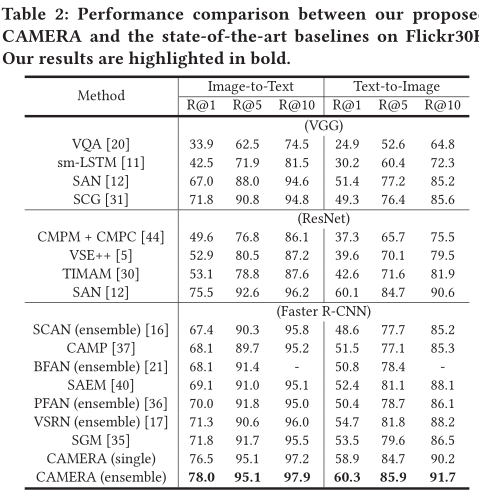 Table 2: Performance comparison between our propose
CAMERA and the state-of-the-art baselines on Flickr30
Our results are highlighted in bold.
Method Image-to-Text Text-to-Image
R@1 R@5 R@10 R@1 R@5 R@10
(VGG)
VQA [20] 33.9 62.5 74.5 24.9 52.6 64.8
sm-LSTM [11] 42.5 71.9 81.5 30.2 60.4 72.3
SAN [12] 67.0 88.0 94.6 51.4 77.2 85.2
SCG [31] 71.8 90.8 94.8 49.3 76.4 85.6
(ResNet)
CMPM + CMPC [44] 49.6 76.8 86.1 37.3 65.7 75.5
VSE++ [5] 52.9 80.5 87.2 39.6 70.1 79.5
TIMAM [30] 53.1 78.8 87.6 42.6 71.6 81.9
SAN [12] 75.5 92.6 96.2 60.1 84.7 90.6
(Faster R-CNN)
SCAN (ensemble) [16] 67.4 90.3 95.8 48.6 77.7 85.2
CAMP [37] 68.1 89.7 95.2 51.5 77.1 85.3
BFAN (ensemble) [21] 68.1 91.4 - 50.8 78.4 -
SAEM [40] 69.1 91.0 95.1 52.4 81.1 88.1
PFAN (ensemble) [36] 70.0 91.8 95.0 50.4 78.7 86.1
VSRN (ensemble) [17] 71.3 90.6 96.0 54.7 81.8 88.2
SGM [35] 71.8 91.7 95.5 53.5 79.6 86.5
CAMERA (single) 76.5 95.1 97.2 58.9 84.7 90.2
CAMERA (ensemble) 78.0 95.1 97.9 60.3 85.9 91.7